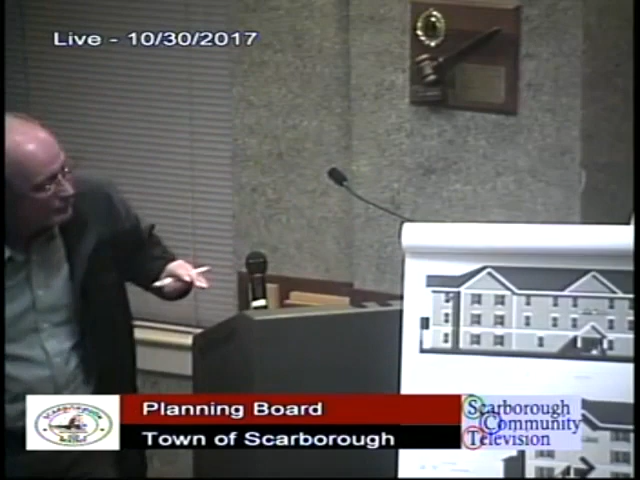 Live - 10/30/2017
Planning Board
Town of Scarborough
Scarborough
Community
Television